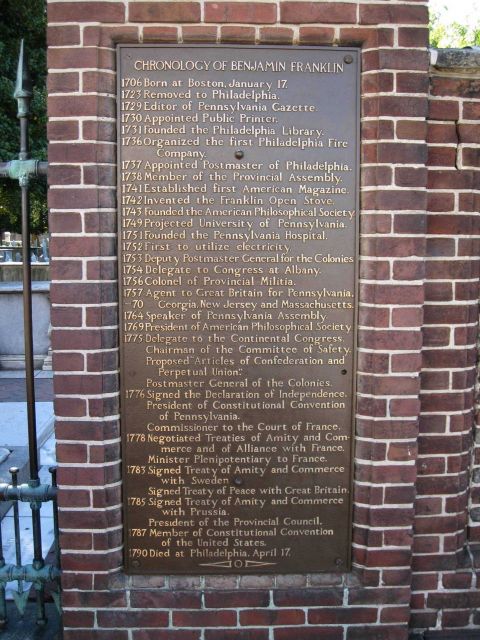 CHRONOLOGY OF BENJAMIN FRANKLIN
1706 Born at Boston, January 17.
1723 Removed to Philadelphia.
1729 Editor of Pennsylvania Gazette.
1730 Appointed Public Printer.
1731 Founded the Philadelphia Library.
1736 Organized the first Philadelphia Fire
Company.
1737 Appointed Postmaster of Philadelphia.
1738 Member of the Provincial Assembly.
1741 Established first American Magazine.
1742 Invented the Franklin Open Stove.
1743 Founded the American Philosophical Society
1749 Projected University of Pennsylvania.
1751 Founded the Pennsylvania Hospital.
1752 First to utilize electricity.
1753 Deputy Postmaster General for the Colonies
1754 Delegate to Congress at Albany.
1756 Colonel of Provincial Militia.
1757 Agent to Great Britain for Pennsylvania,
-70 Georgia, New Jersey and Massachusetts.
1764 Speaker of Pennsylvania Assembly.
1769 President of American Philosophical Society
1775 Delegate to the Continental Congress.
Chairman of the Committee of Safety.
Proposed "Articles of Confederation and
Perpetual Union".
Postmaster General of the Colonies.
1776 Signed the Declaration of Independence.
President of Constitutional Convention
of Pennsylvania.
Commissioner to the Court of France.
1778 Negotiated Treaties of Amity and Com-
merce and of Alliance with France.
Minister Plenipotentiary to France.
1783 Signed Treaty of Amity and Commerce
with Sweden
Signed Treaty of Peace with Great Britain.
1785 Signed Treaty of Amity and Commerce
with Prussia.
President of the Provincial Council.
1787 Member of Constitutional Convention
of the United States.
1790 Died at Philadelphia, April 17.